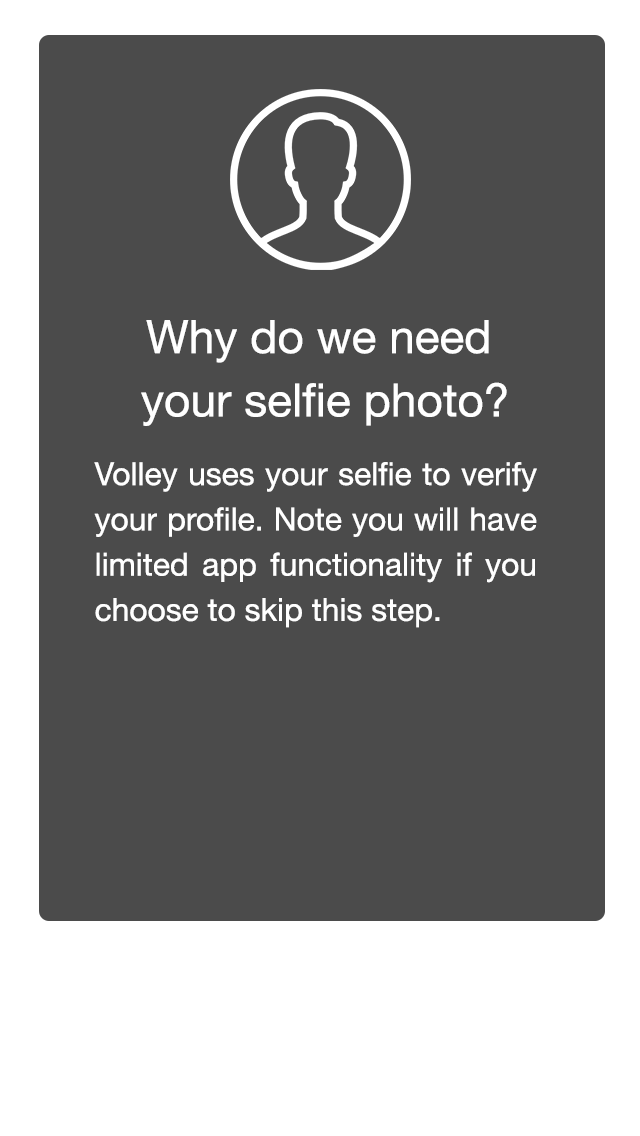 Why do we need
your selfie photo?
Volley uses your selfie to verify
your profile. Note you will have
limited app functionality if you
choose to skip this step.